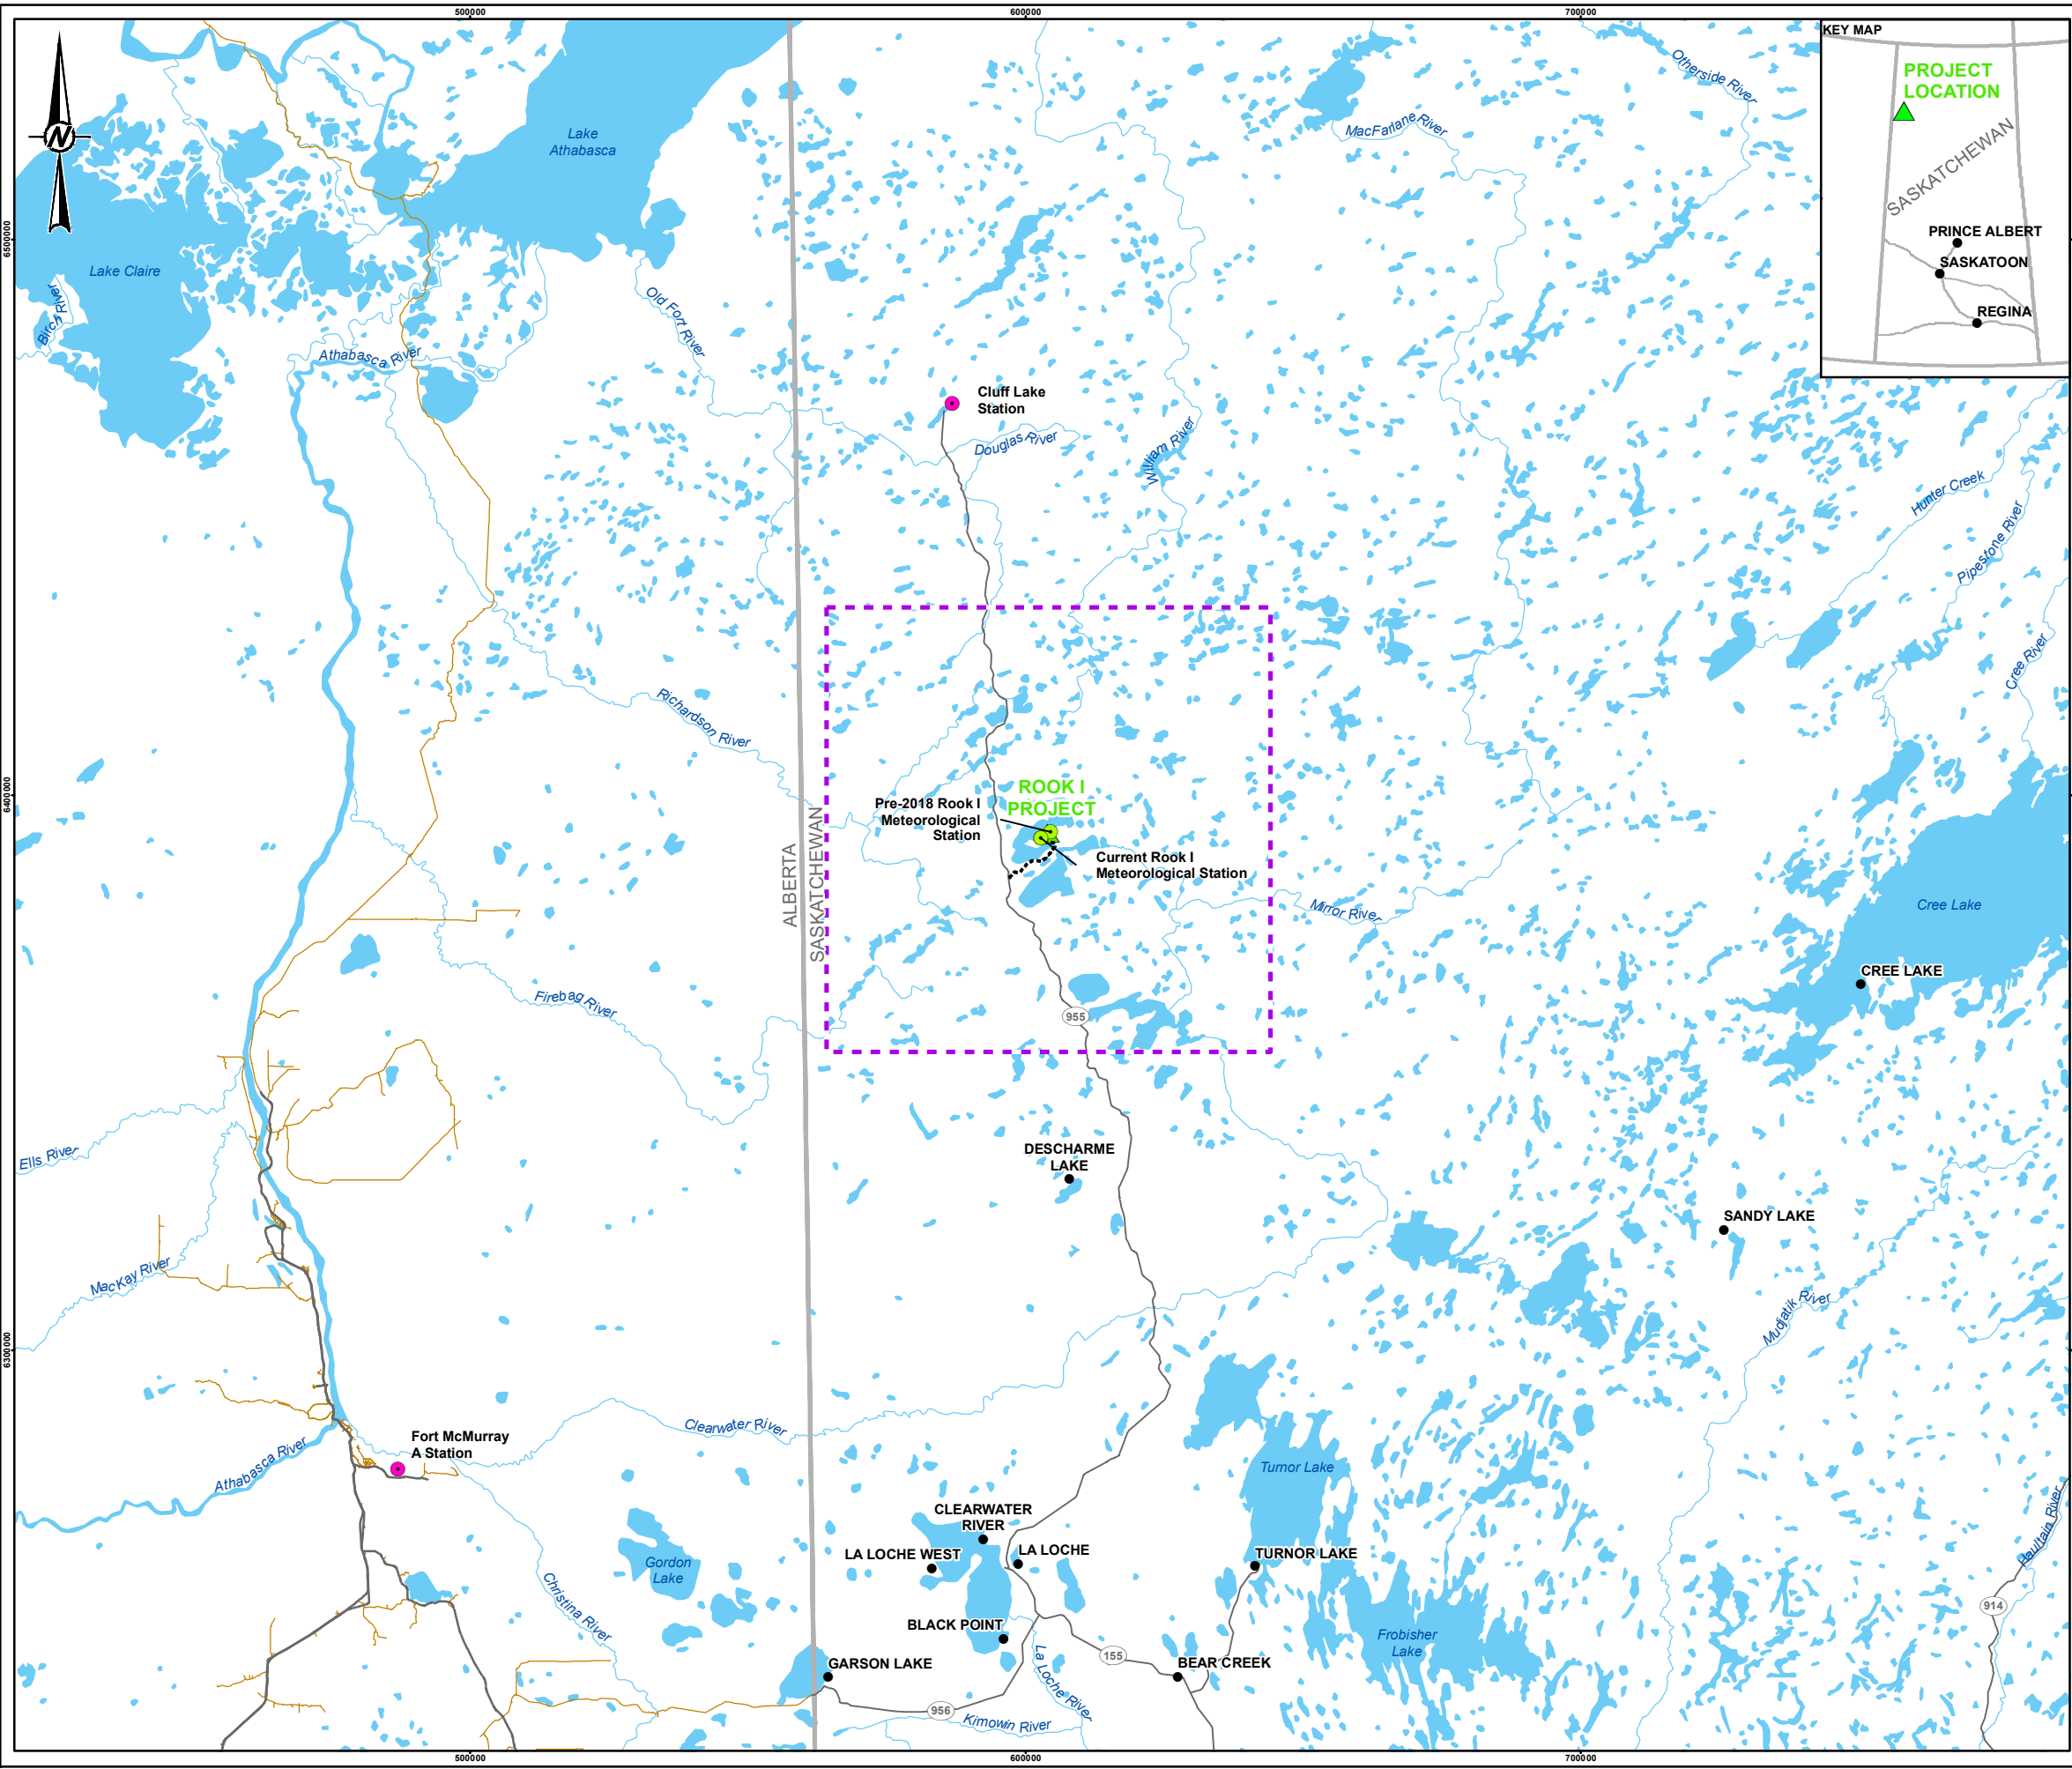 500000
600000
700000
KEY MAP
PROJECT
LOCATION
SASKATCHEWAN
PRINCE ALBERT
SASKATOON
REGINA
N
Otherside River
MacFarlane River
Lake
Athabasca
6500000
Lake Claire
Birch River
Old Fort River
Athabasca River
Cluff Lake
Station
Douglas River
William River
Hunter Creek
Pipestone River
Cree River
Richardson River
6400000
ROOK I
PROJECT
Pre-2018 Rook I
Meteorological
Station
Current Rook I
Meteorological Station
ALBERTA
SASKATCHEWAN
Mirror River
Cree Lake
CREE LAKE
Firebag River
955
Ells River
DESCHARME
LAKE
SANDY LAKE
MacKay River
Mudjatik River
6300000
Clearwater River
Fort McMurray
A Station
Athabasca River
Turnor Lake
CLEARWATER
RIVER
LA LOCHE WEST
LA LOCHE
TURNOR LAKE
Gordon
Lake
Christina River
Haultain River
914
BLACK POINT
Frobisher
Lake
La Loche River
155
GARSON LAKE
BEAR CREEK
956
Kimowin River
500000
600000
700000